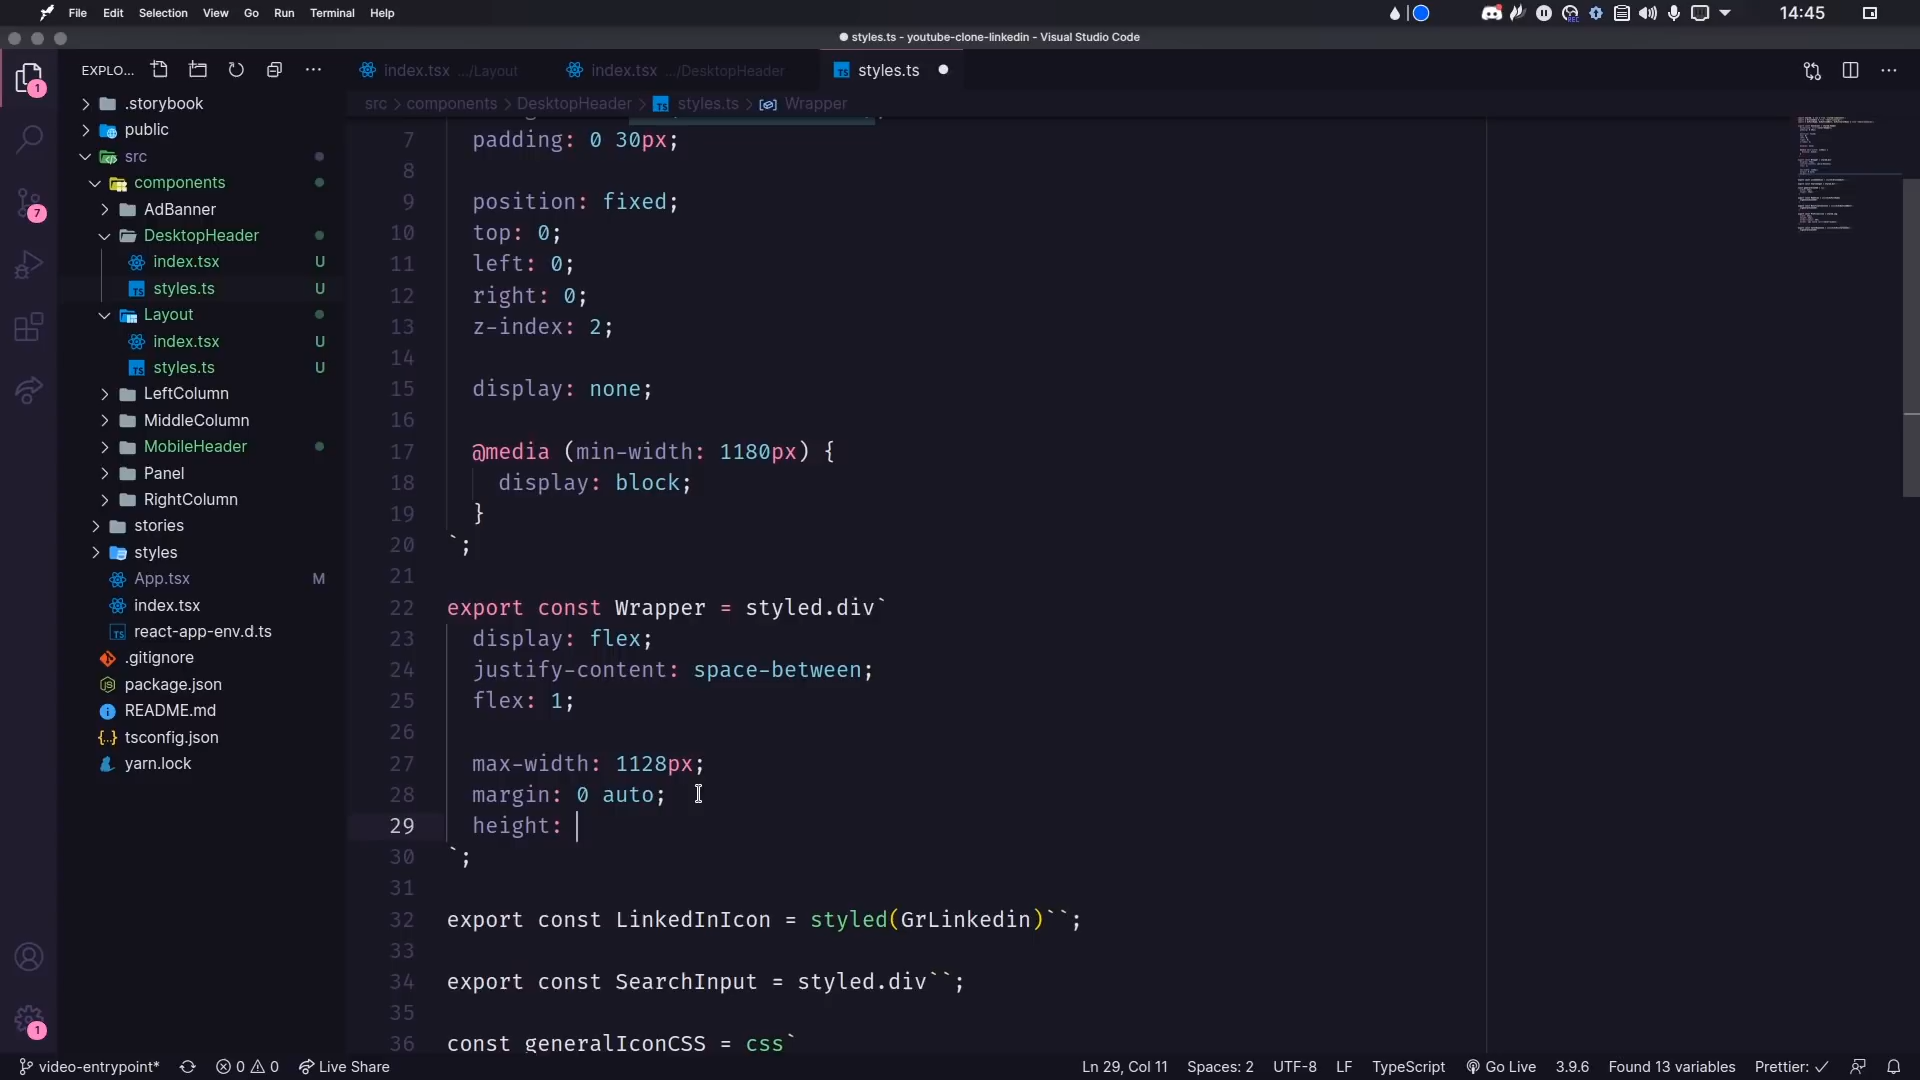 File Edit Selection View Go Run Terminal Help
14:45
styles.ts - youtube-clone-linkedin - Visual Studio Code
EXPLO...
index.tsx .../Layout
index.tsx .../DesktopHeader
styles.ts
src > components > DesktopHeader > styles.ts > Wrapper
1
7
1
.storybook
public
src
components
AdBanner
DesktopHeader
index.tsx U
styles.ts U
Layout
index.tsx U
styles.ts U
LeftColumn
MiddleColumn
MobileHeader
Panel
RightColumn
stories
styles
App.tsx M
index.tsx
react-app-env.d.ts
.gitignore
package.json
README.md
tsconfig.json
yarn.lock
7 padding: 0 30px;
8
9 position: fixed;
10 top: 0;
11 left: 0;
12 right: 0;
13 z-index: 2;
14
15 display: none;
16
17 @media (min-width: 1180px) {
18 display: block;
19 }
20 `;
21
22 export const Wrapper = styled.div`
23 display: flex;
24 justify-content: space-between;
25 flex: 1;
26
27 max-width: 1128px;
28 margin: 0 auto;
29 height:
30 `;
31
32 export const LinkedInIcon = styled(GrLinkedin)``;
33
34 export const SearchInput = styled.div``;
35
36 const generalIconCSS = css`
video-entrypoint* 0 0 Live Share Ln 29, Col 11 Spaces: 2 UTF-8 LF TypeScript Go Live 3.9.6 Found 13 variables Prettier: ✓